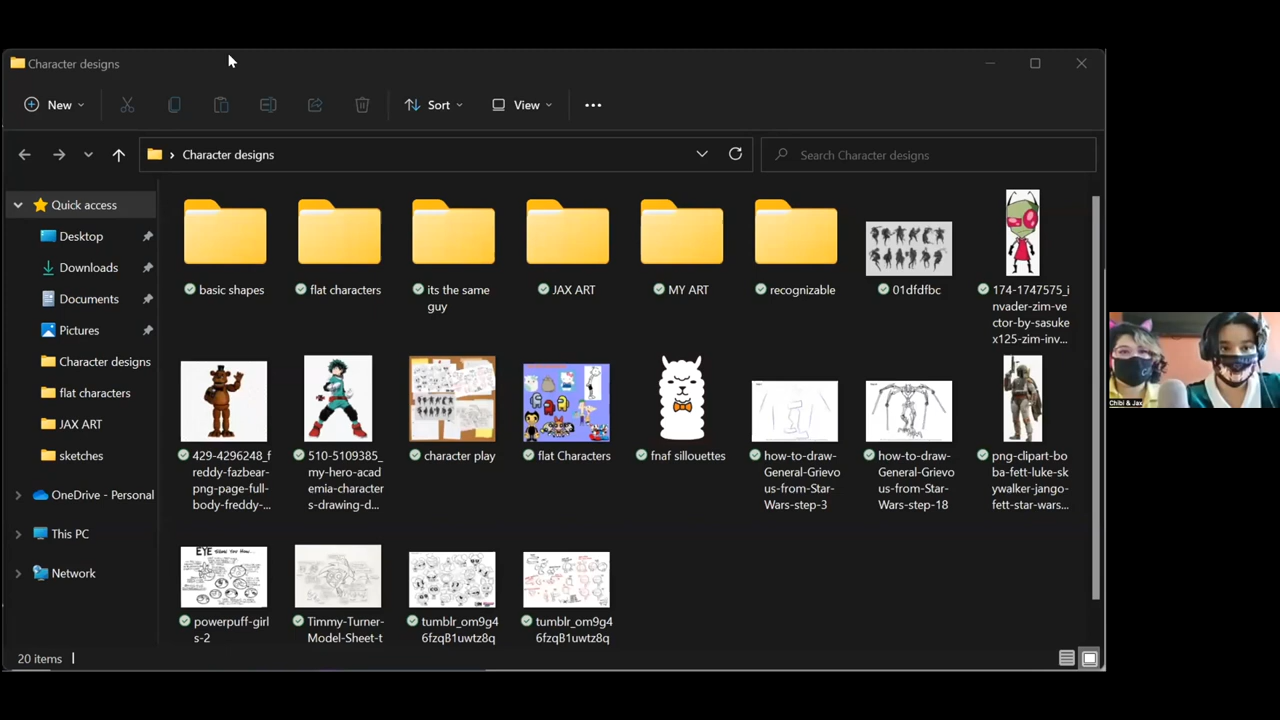 Character designs
New
Sort
View
Character designs
Search Character designs
Quick access
Desktop
Downloads
Documents
Pictures
Character designs
flat characters
JAX ART
sketches
OneDrive - Personal
This PC
Network
basic shapes
flat characters
its the same
guy
JAX ART
MY ART
recognizable
01dfdfbc
174-1747575_i
nvader-zim-ve
ctor-by-sasuke
x125-zim-inv...
429-4296248_f
reddy-fazbear-
png-page-full-
body-freddy-...
510-5109385_
my-hero-acad
emia-character
s-drawing-d...
character play
flat Characters
fnaf sillouettes
how-to-draw-
General-Grievo
us-from-Star-
Wars-step-3
how-to-draw-
General-Grievo
us-from-Star-
Wars-step-18
png-clipart-bo
ba-fett-luke-sk
ywalker-jango-
fett-star-wars...
EYE
powerpuff-girl
s-2
Timmy-Turner-
Model-Sheet-t
tumblr_om9g4
6fzqB1uwtz8q
tumblr_om9g4
6fzqB1uwtz8q
20 items
Chibi & Jax